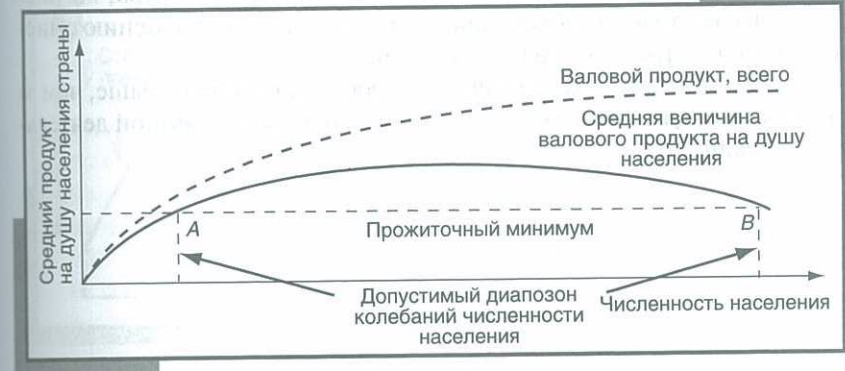 Средний продукт
на душу населения страны
Валовой продукт, всего
Средняя величина
валового продукта на душу
населения
A
Прожиточный минимум
B
Допустимый диапозон
колебаний численности
населения
Численность населения